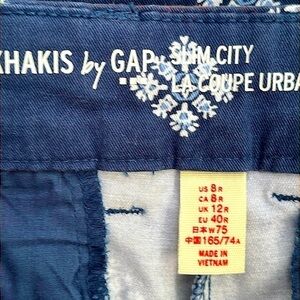 KHAKIS by GAP SLIM CITY
LA COUPE URBA
US 8R
CA 8R
UK 12R
EU 40R
日本 W75
中国 165/74A
MADE IN
VIETNAM